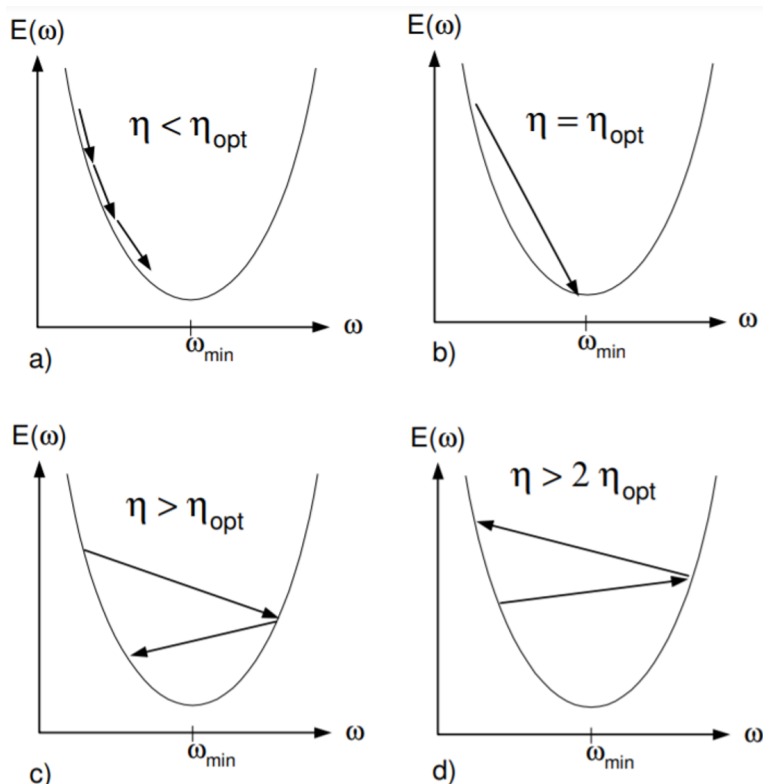 E(ω)
η < η_opt
ω
ω_min
a)
E(ω)
η = η_opt
ω
ω_min
b)
E(ω)
η > η_opt
ω
ω_min
c)
E(ω)
η > 2 η_opt
ω
ω_min
d)